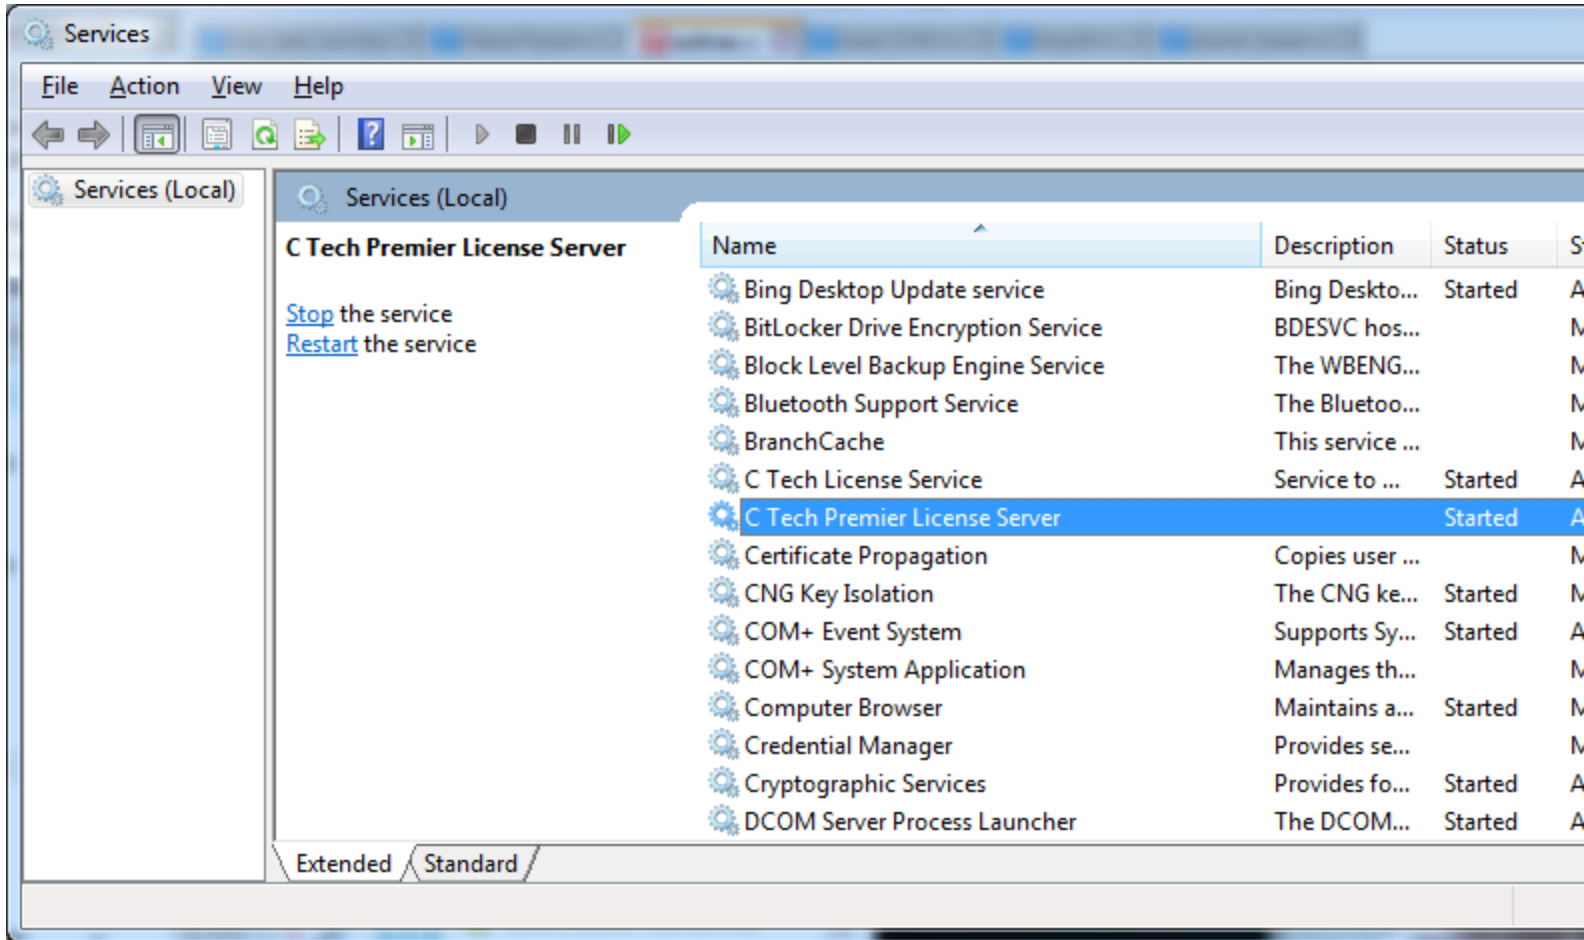 Services
File Action View Help
Services (Local)
Services (Local)
C Tech Premier License Server
Stop the service
Restart the service
Name Description Status
Bing Desktop Update service Bing Deskto... Started A
BitLocker Drive Encryption Service BDESVC hos... M
Block Level Backup Engine Service The WBENG... M
Bluetooth Support Service The Bluetoo... M
BranchCache This service ... M
C Tech License Service Service to ... Started A
C Tech Premier License Server Started A
Certificate Propagation Copies user ... M
CNG Key Isolation The CNG ke... Started M
COM+ Event System Supports Sy... Started A
COM+ System Application Manages th... M
Computer Browser Maintains a... Started M
Credential Manager Provides se... M
Cryptographic Services Provides fo... Started A
DCOM Server Process Launcher The DCOM... Started A
Extended Standard